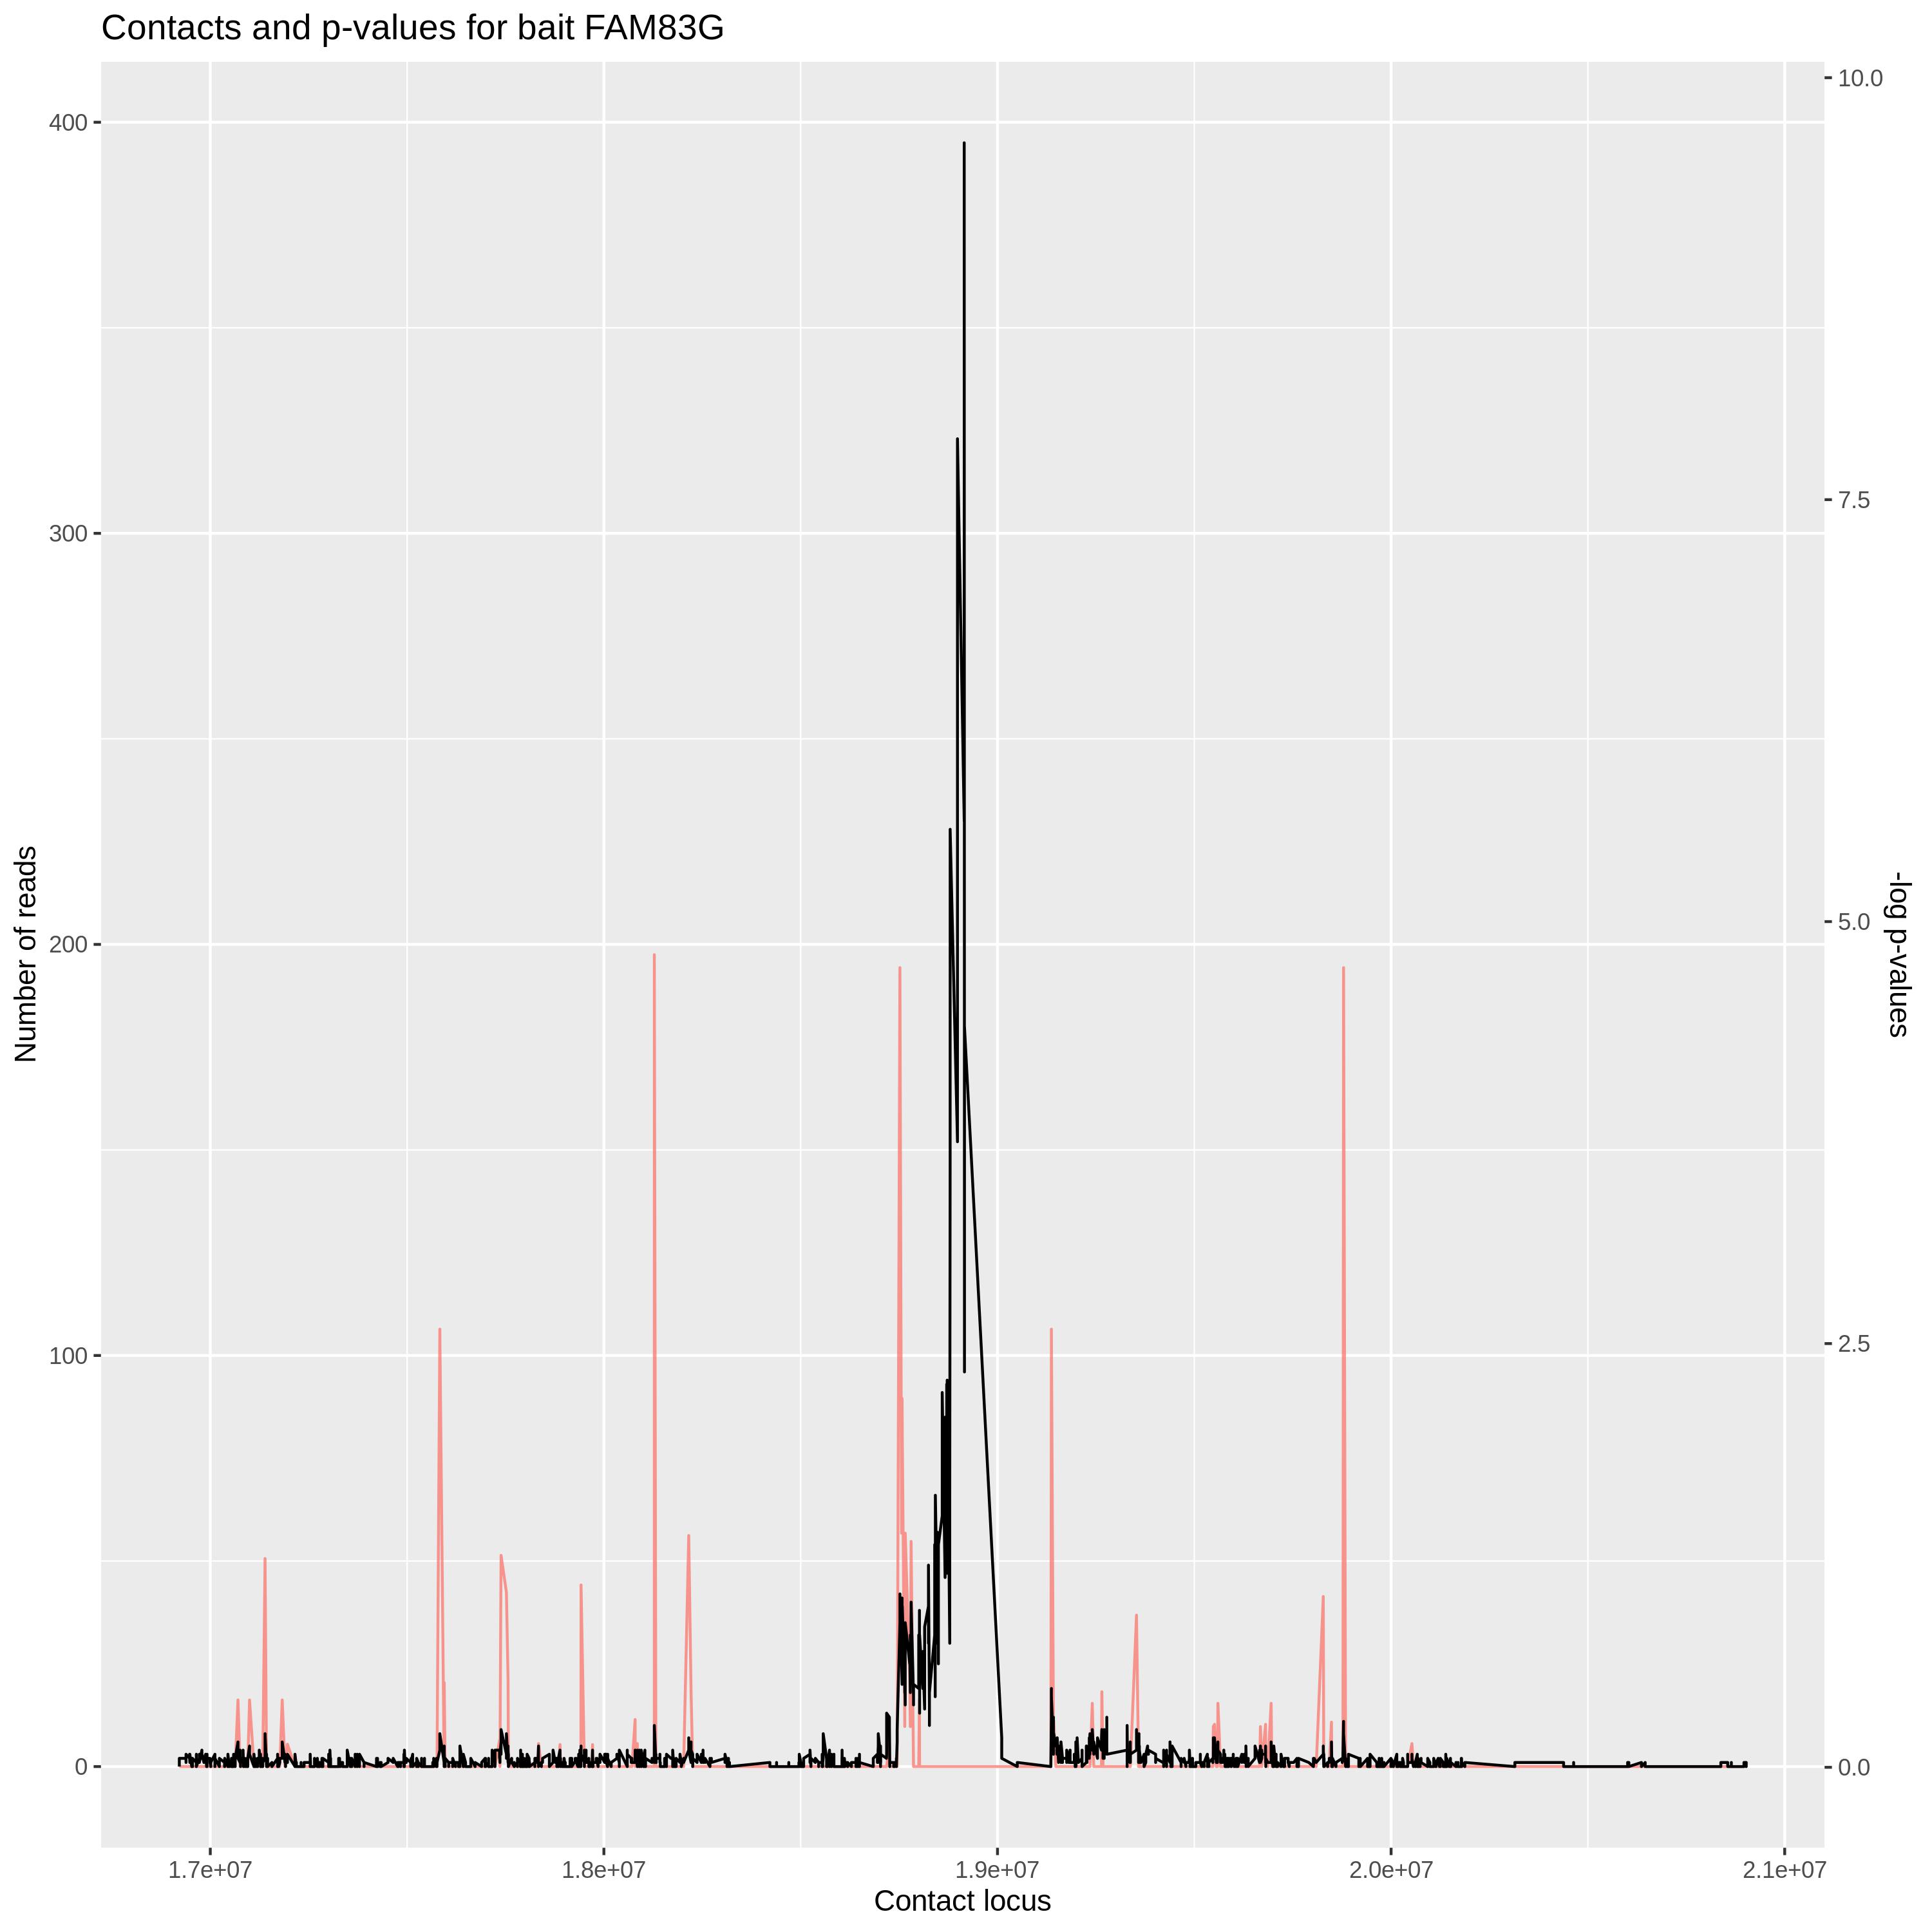 Contacts and p-values for bait FAM83G
400
300
200
100
0
Number of reads
10.0
7.5
5.0
2.5
0.0
-log p-values
1.7e+07
1.8e+07
1.9e+07
2.0e+07
2.1e+07
Contact locus